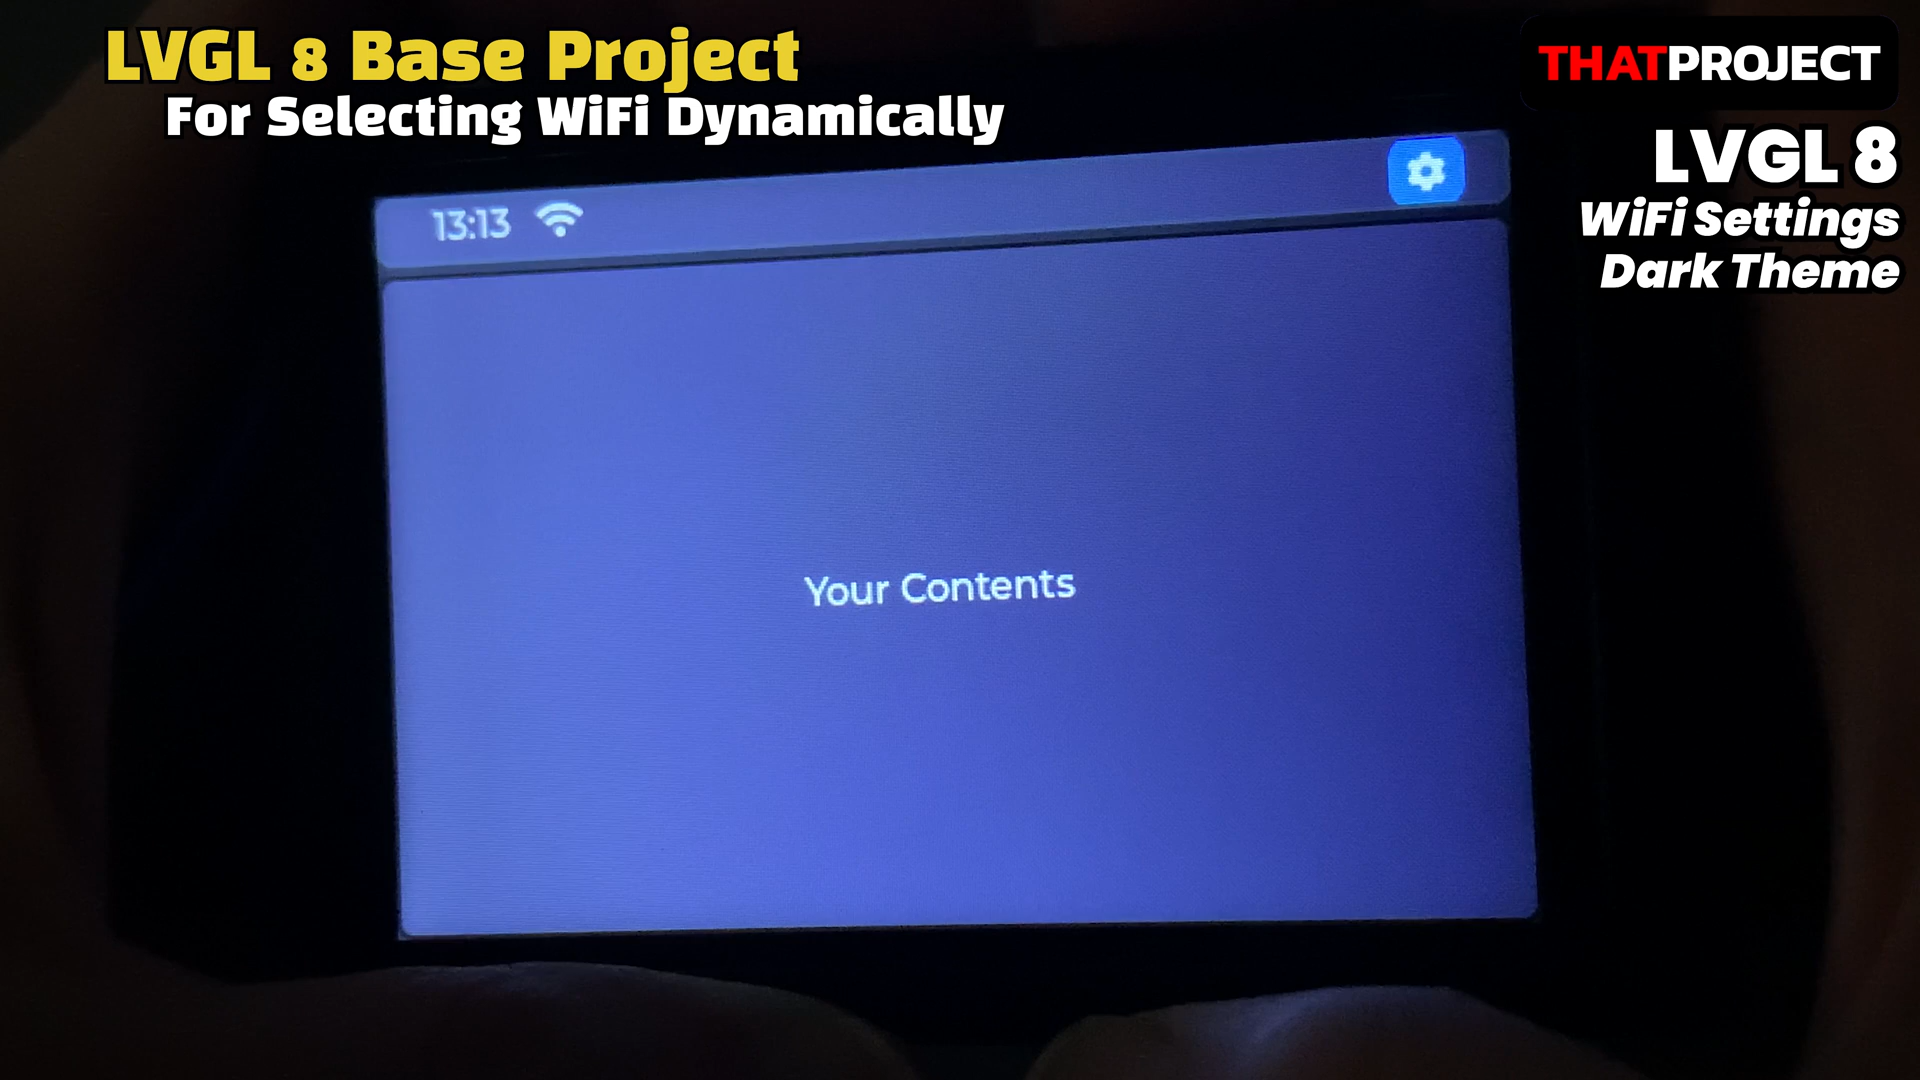 LVGL 8 Base Project
For Selecting WiFi Dynamically
THATPROJECT
LVGL 8
WiFi Settings
Dark Theme
13:13
Your Contents